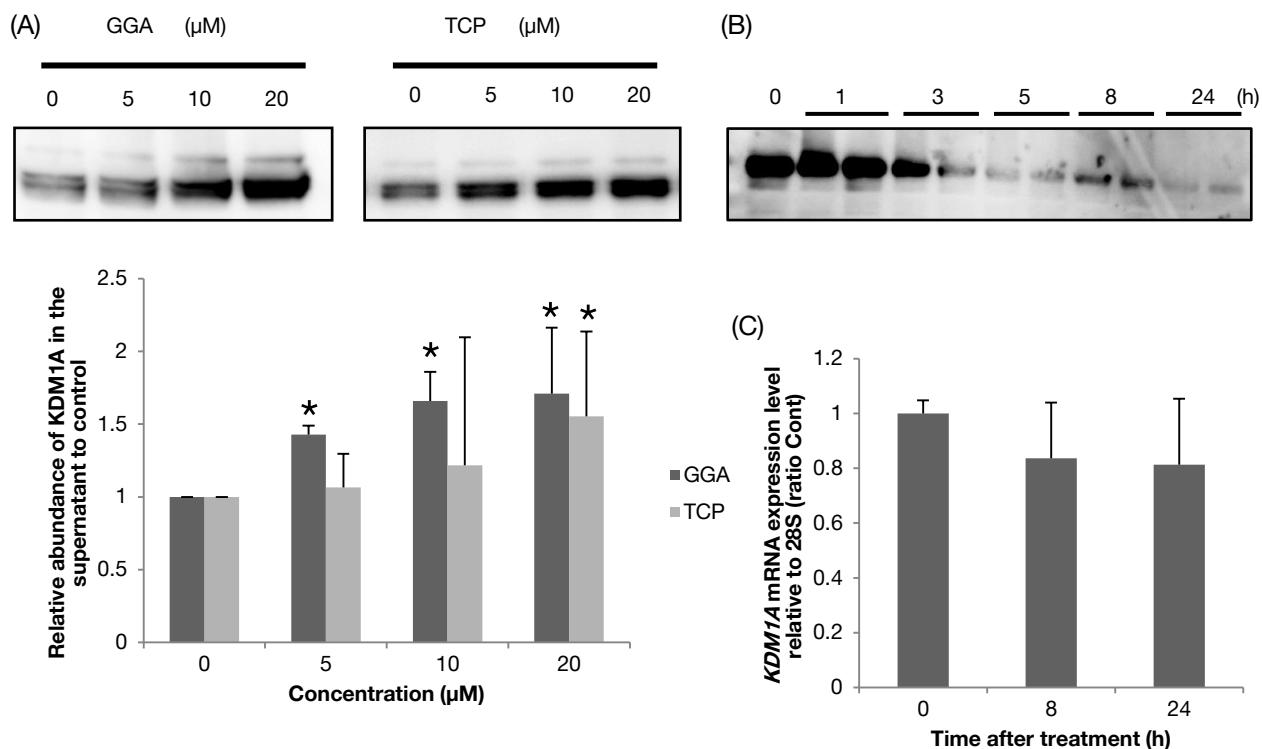 (A)
GGA (µM)
0 5 10 20
TCP (µM)
0 5 10 20
(B)
0 1 3 5 8 24 (h)
Relative abundance of KDM1A in the
supernatant to control
2.5
2
1.5
1
0.5
0
* * * *
0 5 10 20
Concentration (µM)
GGA
TCP
(C)
KDM1A mRNA expression level
relative to 28S (ratio Cont)
1.2
1
0.8
0.6
0.4
0.2
0
0 8 24
Time after treatment (h)